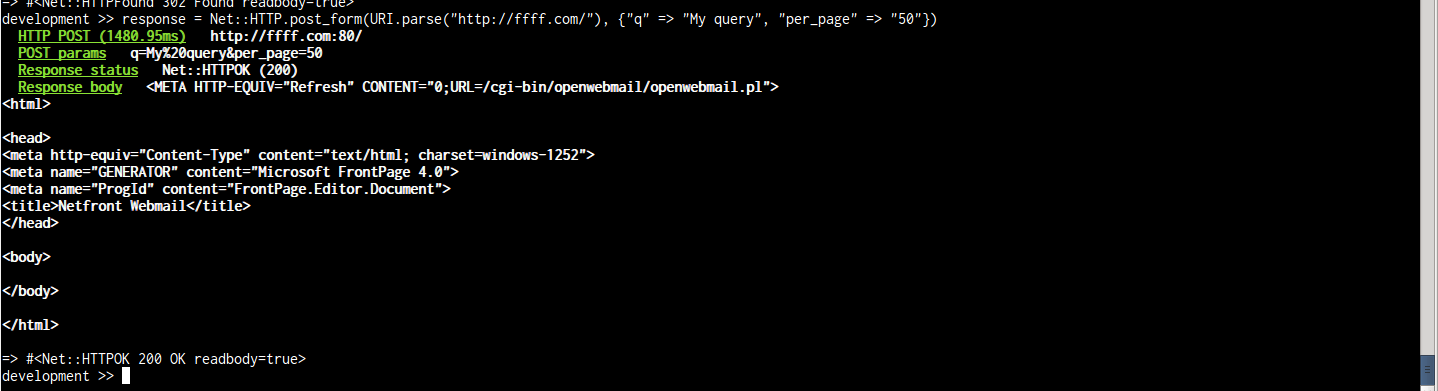 => #<Net::HTTPFound 302 Found readbody=true>
development >> response = Net::HTTP.post_form(URI.parse("http://ffff.com/"), {"q" => "My query", "per_page" => "50"})
HTTP POST (1480.95ms) http://ffff.com:80/
POST params q=My%20query&per_page=50
Response status Net::HTTPOK (200)
Response body <META HTTP-EQUIV="Refresh" CONTENT="0;URL=/cgi-bin/openwebmail/openwebmail.pl">
<html>
<head>
<meta http-equiv="Content-Type" content="text/html; charset=windows-1252">
<meta name="GENERATOR" content="Microsoft FrontPage 4.0">
<meta name="ProgId" content="FrontPage.Editor.Document">
<title>Netfront Webmail</title>
</head>
<body>
</body>
</html>
=> #<Net::HTTPOK 200 OK readbody=true>
development >>